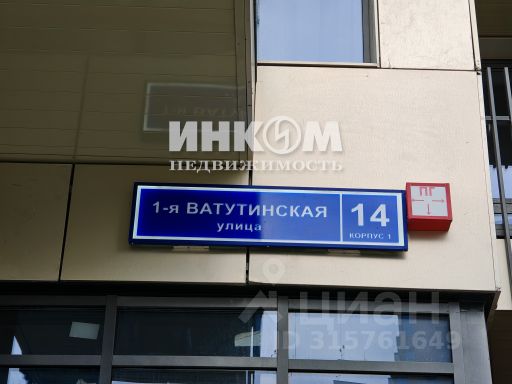 ИНКОМ
НЕДВИЖИМОСТЬ
1-я ВАТУТИНСКАЯ
улица
14
КОРПУС 1
ПГ
циан
ID 315761649